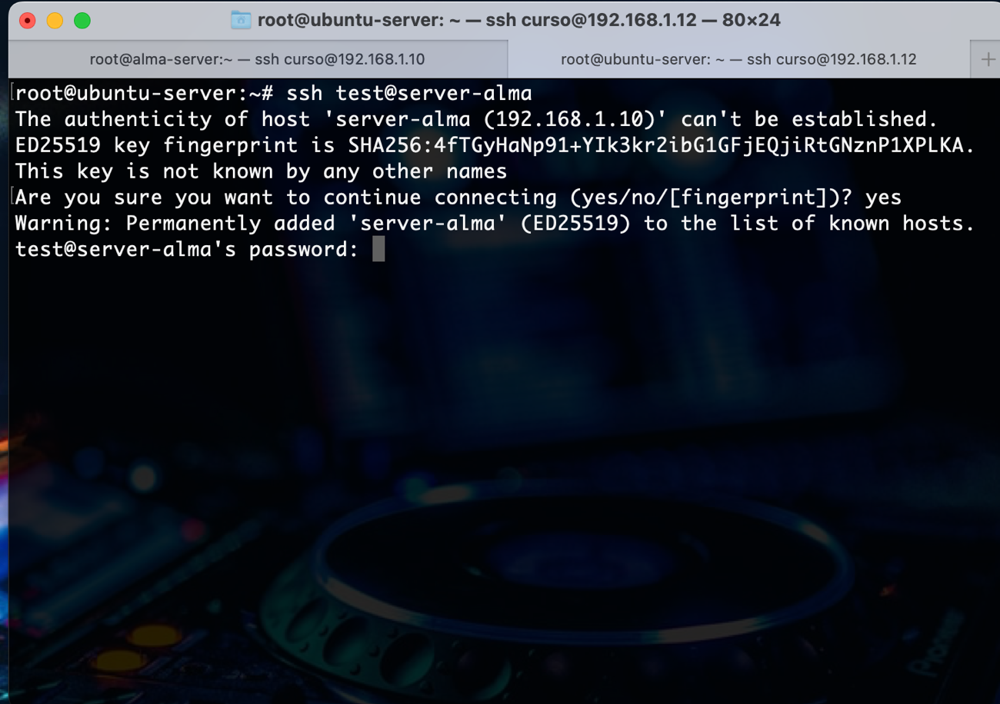 root@ubuntu-server: ~ — ssh curso@192.168.1.12 — 80×24
root@alma-server:~ — ssh curso@192.168.1.10
root@ubuntu-server: ~ — ssh curso@192.168.1.12
+
[root@ubuntu-server:~# ssh test@server-alma
The authenticity of host 'server-alma (192.168.1.10)' can't be established.
ED25519 key fingerprint is SHA256:4fTGyHaNp91+YIk3kr2ibG1GFjEQjiRtGNznP1XPLKA.
This key is not known by any other names
[Are you sure you want to continue connecting (yes/no/[fingerprint])? yes
Warning: Permanently added 'server-alma' (ED25519) to the list of known hosts.
test@server-alma's password:
Pioneer